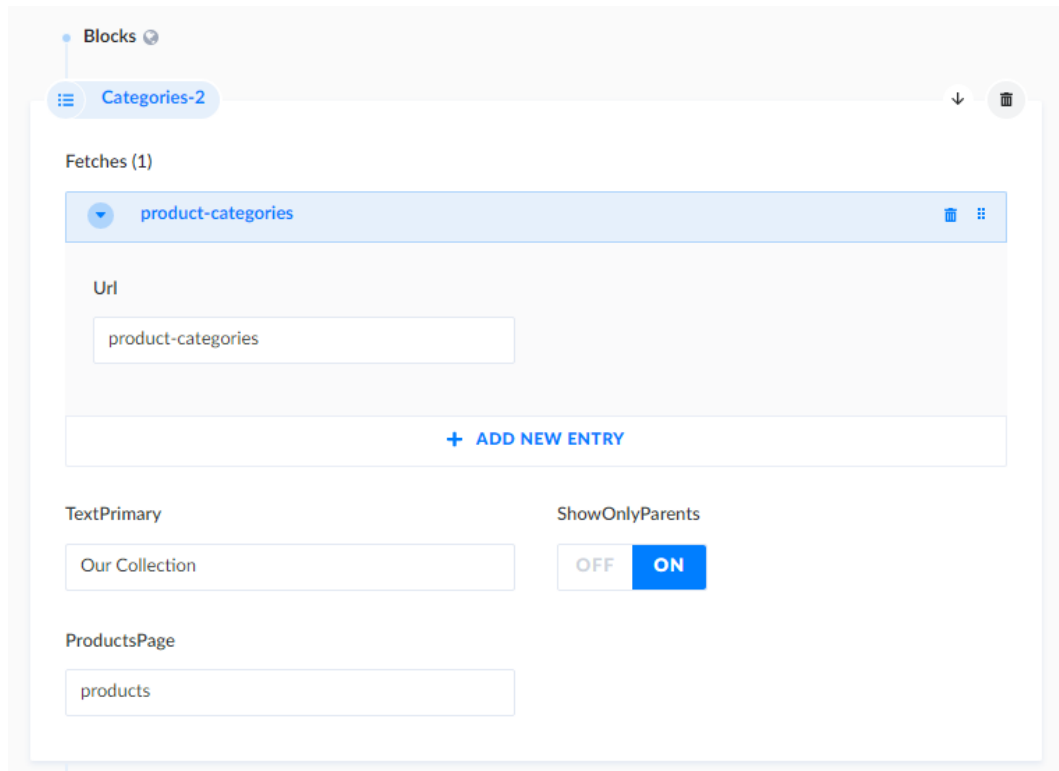 Blocks
Categories-2
Fetches (1)
product-categories
Url
product-categories
+ ADD NEW ENTRY
TextPrimary
ShowOnlyParents
Our Collection
OFF ON
ProductsPage
products